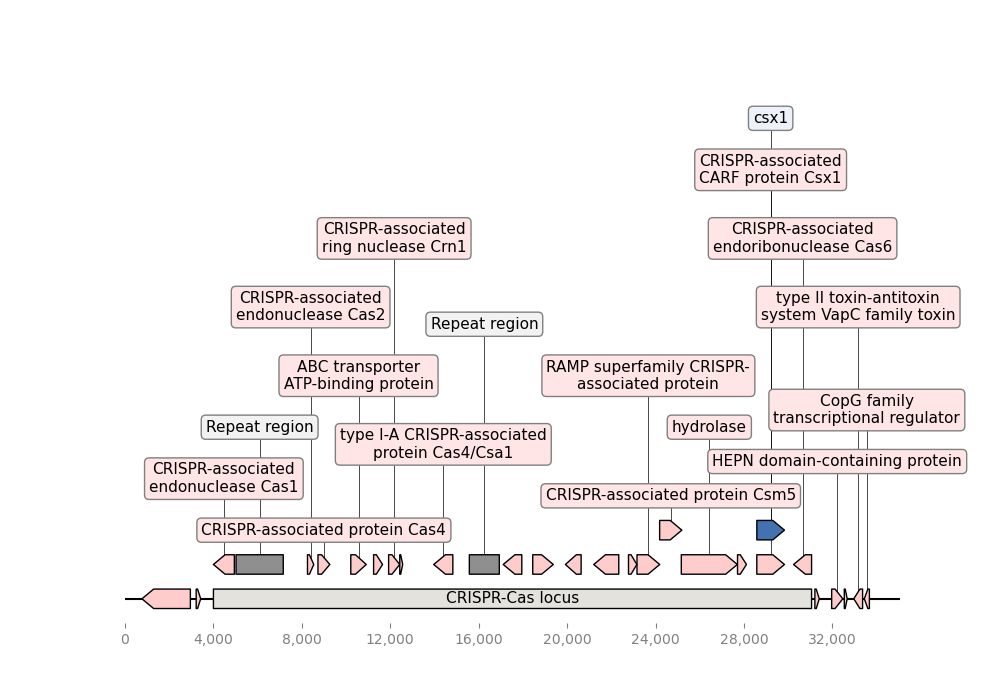 csx1
CRISPR-associated
CARF protein Csx1
CRISPR-associated
ring nuclease Crn1
CRISPR-associated
endoribonuclease Cas6
CRISPR-associated
endonuclease Cas2
type II toxin-antitoxin
system VapC family toxin
Repeat region
ABC transporter
ATP-binding protein
RAMP superfamily CRISPR-
associated protein
CopG family
transcriptional regulator
Repeat region
hydrolase
type I-A CRISPR-associated
protein Cas4/Csa1
HEPN domain-containing protein
CRISPR-associated
endonuclease Cas1
CRISPR-associated protein Csm5
CRISPR-associated protein Cas4
CRISPR-Cas locus
0 4,000 8,000 12,000 16,000 20,000 24,000 28,000 32,000